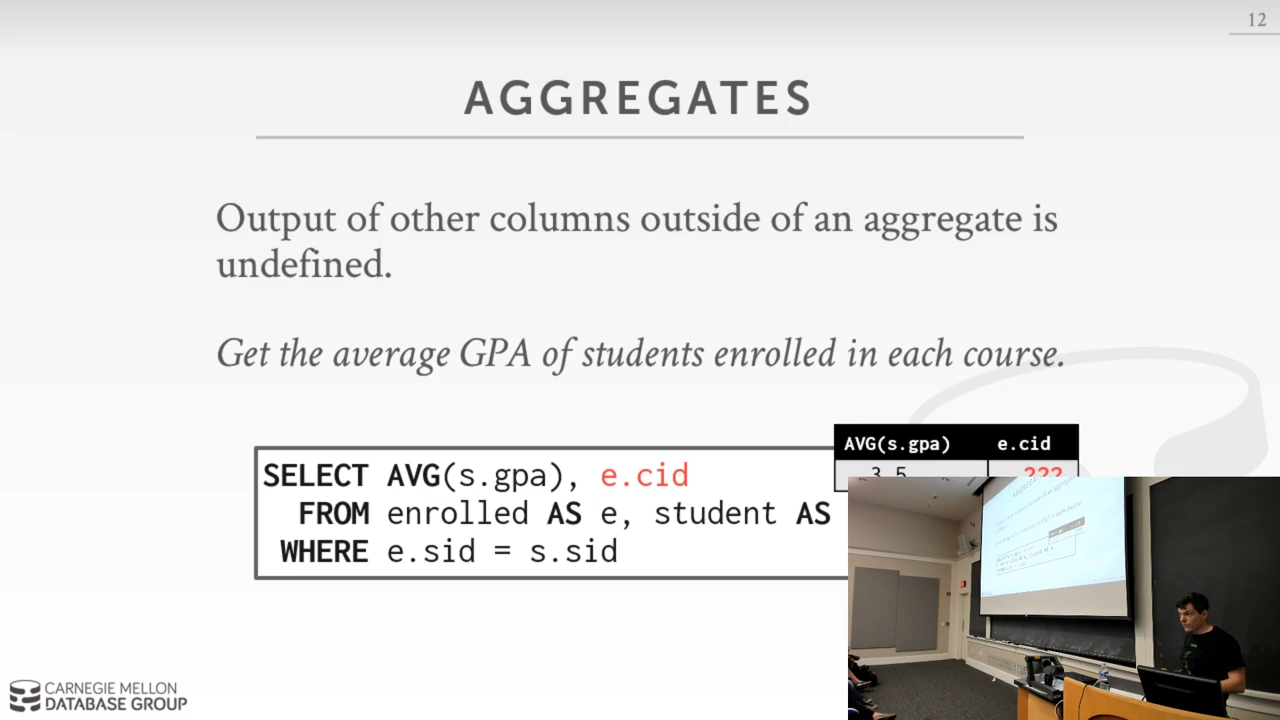 12
AGGREGATES
Output of other columns outside of an aggregate is
undefined.
Get the average GPA of students enrolled in each course.
AVG(s.gpa) e.cid
3.5 ???
SELECT AVG(s.gpa), e.cid
FROM enrolled AS e, student AS
WHERE e.sid = s.sid
CARNEGIE MELLON
DATABASE GROUP